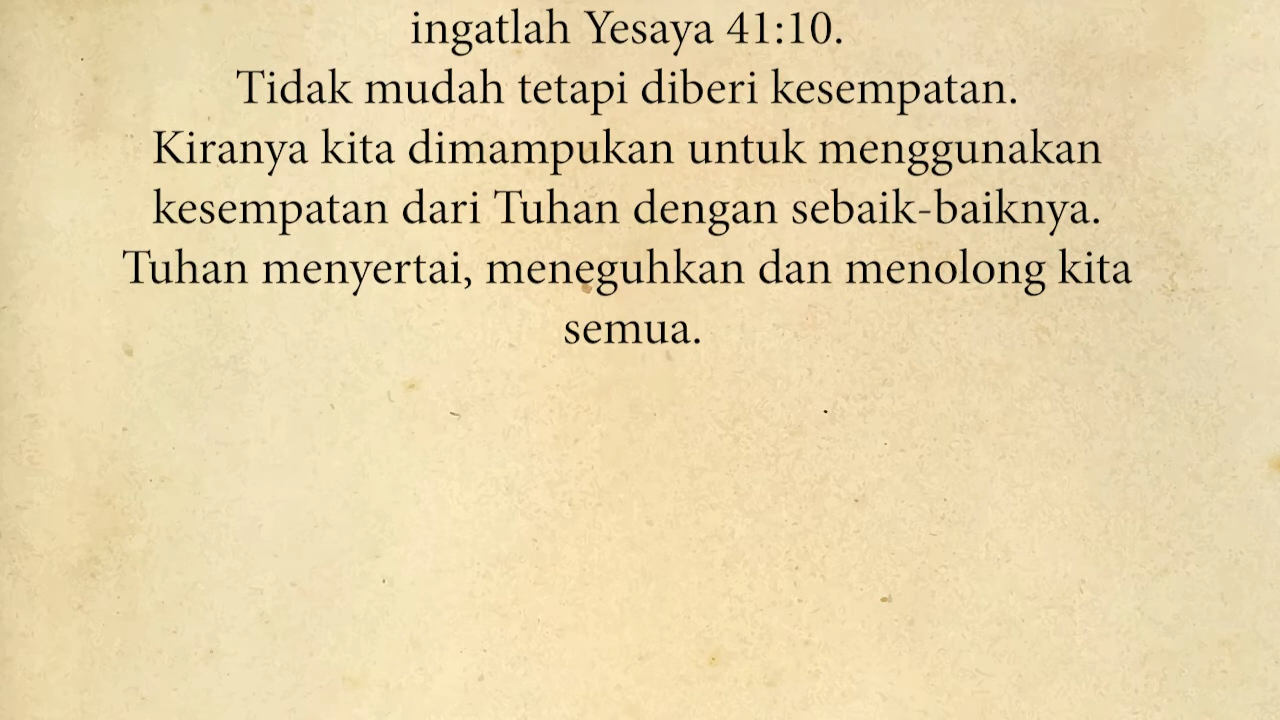 ingatlah Yesaya 41:10.
Tidak mudah tetapi diberi kesempatan.
Kiranya kita dimampukan untuk menggunakan
kesempatan dari Tuhan dengan sebaik-baiknya.
Tuhan menyertai, meneguhkan dan menolong kita
semua.